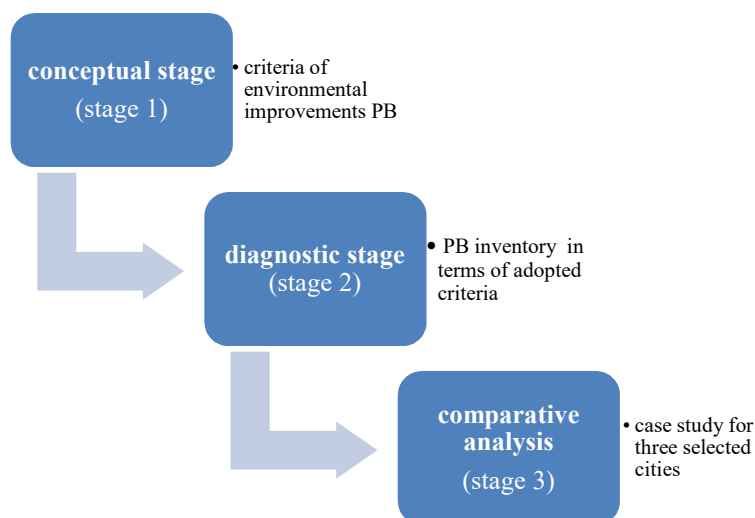 conceptual stage
(stage 1)
• criteria of
environmental
improvements PB
diagnostic stage
(stage 2)
• PB inventory in
terms of adopted
criteria
comparative
analysis
(stage 3)
• case study for
three selected
cities